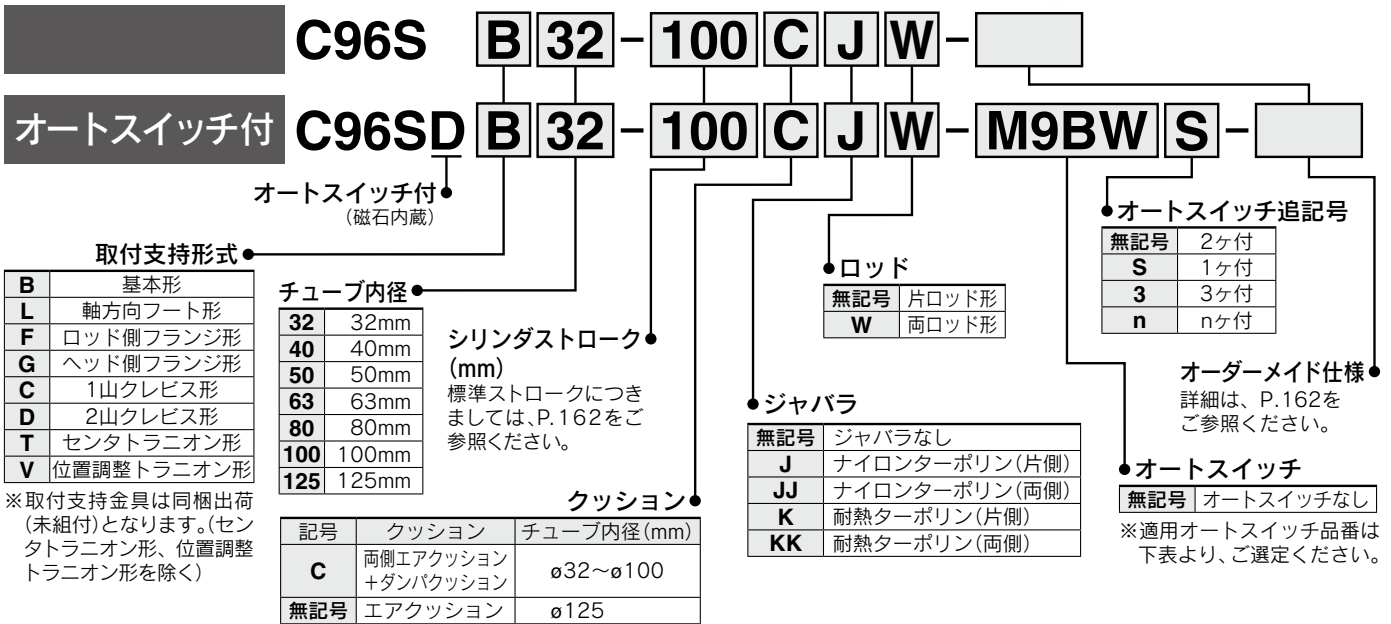 C96S B 32 - 100 C J W -
オートスイッチ付 C96SD B 32 - 100 C J W - M9BW S -
オートスイッチ付
(磁石内蔵)
取付支持形式
B 基本形
L 軸方向フート形
F ロッド側フランジ形
G ヘッド側フランジ形
C 1山クレビス形
D 2山クレビス形
T センタトラニオン形
V 位置調整トラニオン形
※取付支持金具は同梱出荷
(未組付)となります。(セン
タトラニオン形、位置調整
トラニオン形を除く)
チューブ内径
32 32mm
40 40mm
50 50mm
63 63mm
80 80mm
100 100mm
125 125mm
シリンダストローク
(mm)
標準ストロークにつき
ましては、P.162をご
参照ください。
クッション
記号 クッション チューブ内径(mm)
C 両側エアクッション
+ダンパクッション ø32～ø100
無記号 エアクッション ø125
ジャバラ
無記号 ジャバラなし
J ナイロンターポリン(片側)
JJ ナイロンターポリン(両側)
K 耐熱ターポリン(片側)
KK 耐熱ターポリン(両側)
ロッド
無記号 片ロッド形
W 両ロッド形
オートスイッチ追記号
無記号 2ヶ付
S 1ヶ付
3 3ヶ付
n nヶ付
オーダーメイド仕様
詳細は、P.162を
ご参照ください。
オートスイッチ
無記号 オートスイッチなし
※適用オートスイッチ品番は
下表より、ご選定ください。